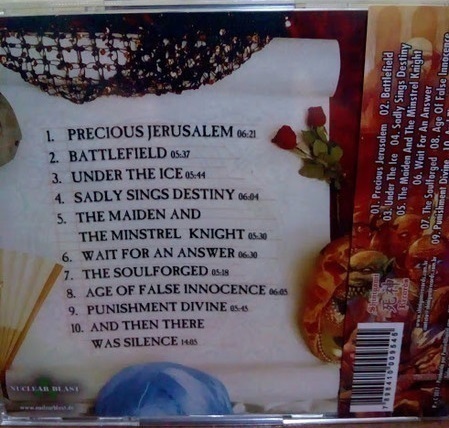 1. PRECIOUS JERUSALEM 06:21
2. BATTLEFIELD 05:37
3. UNDER THE ICE 05:44
4. SADLY SINGS DESTINY 06:04
5. THE MAIDEN AND
THE MINSTREL KNIGHT 05:30
6. WAIT FOR AN ANSWER 06:30
7. THE SOULFORGED 05:18
8. AGE OF FALSE INNOCENCE 06:05
9. PUNISHMENT DIVINE 05:45
10. AND THEN THERE
WAS SILENCE 14:05
NUCLEAR BLAST
www.nuclearblast.de
01. Precious Jerusalem 02. Battlefield
03. Under the Ice 04. Sadly Sings Destiny
05. The Maiden And The Minstrel Knight
06. Wait For An Answer
07. The Soulforged 08. Age Of False Innocence
09. Punishment Divine